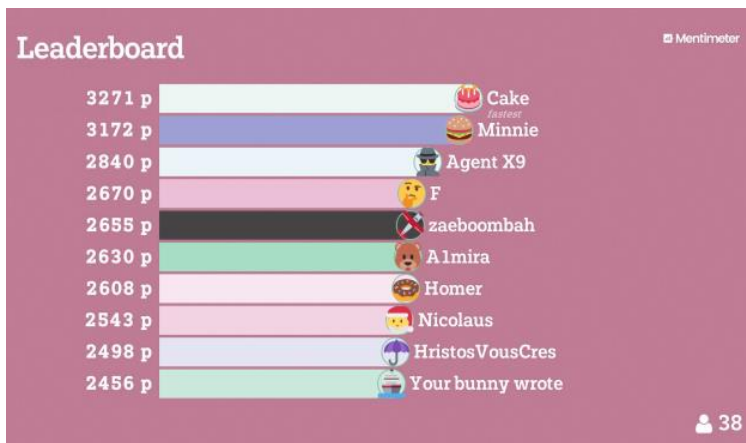 Leaderboard
Mentimeter
3271 p Cake
fastest
3172 p Minnie
2840 p Agent X9
2670 p F
2655 p zaeboombah
2630 p A1mira
2608 p Homer
2543 p Nicolaus
2498 p HristosVousCres
2456 p Your bunny wrote
38